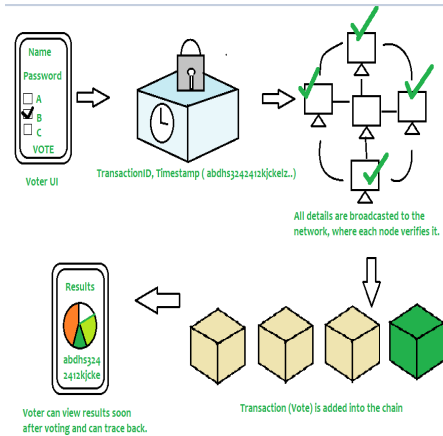 Name
Password
A
B
C
VOTE
Voter UI
TransactionID, Timestamp ( abdhs3242412kjckelz..)
All details are broadcasted to the
network, where each node verifies it.
Results
abdhs324
2412kjcke
Voter can view results soon
after voting and can trace back.
Transaction (Vote) is added into the chain